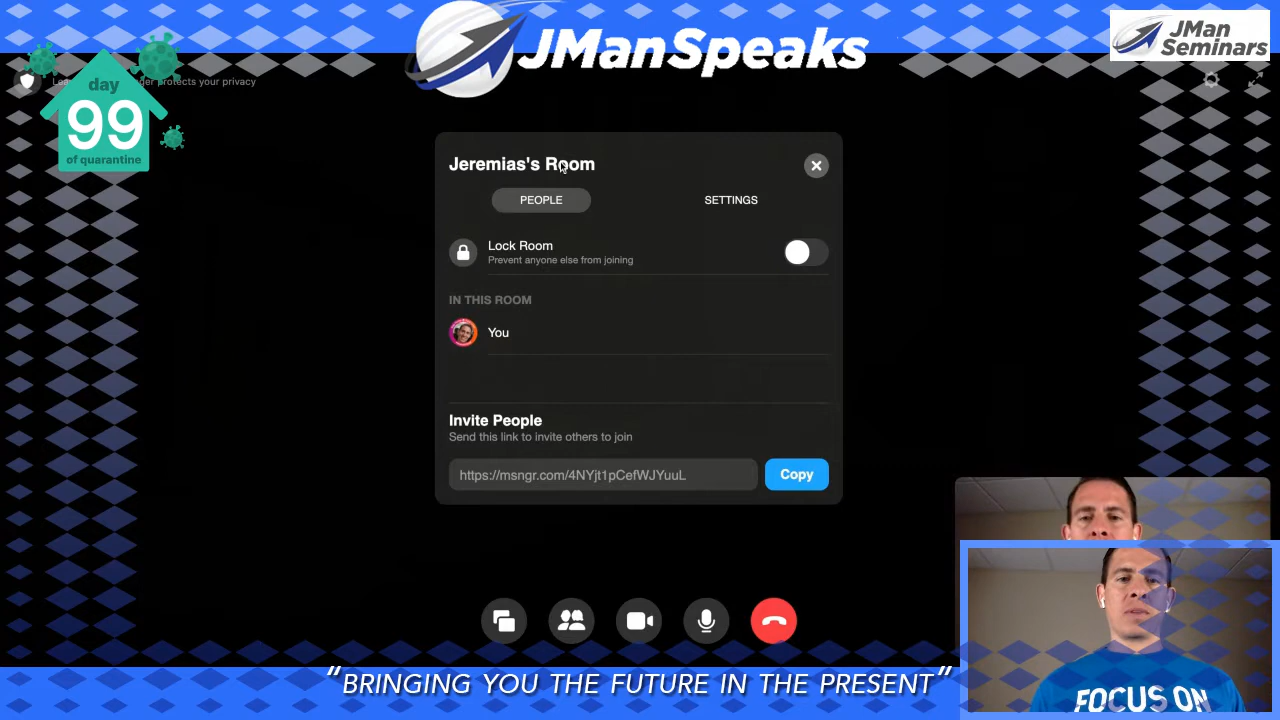 JManSpeaks
JMan
Seminars
protects your privacy
day
99
of quarantine
Jeremias's Room
PEOPLE
SETTINGS
Lock Room
Prevent anyone else from joining
IN THIS ROOM
You
Invite People
Send this link to invite others to join
https://msngr.com/4NYjt1pCefWJYuuL
Copy
"BRINGING YOU THE FUTURE IN THE PRESENT"
FOCUS ON